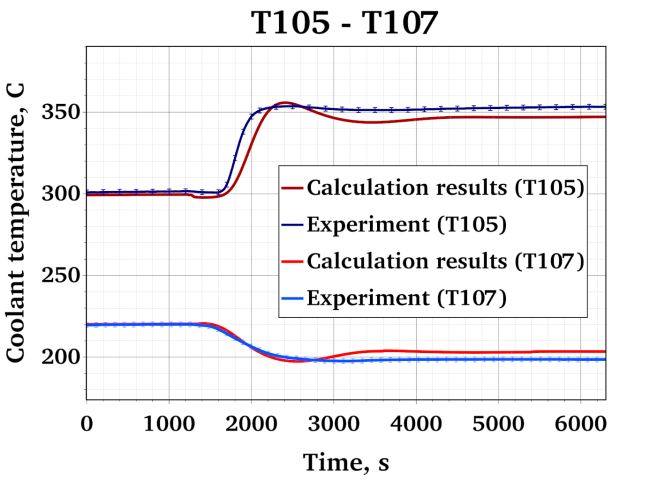 T105 - T107
Coolant temperature, C
350
300
250
200
Calculation results (T105)
Experiment (T105)
Calculation results (T107)
Experiment (T107)
0 1000 2000 3000 4000 5000 6000
Time, s